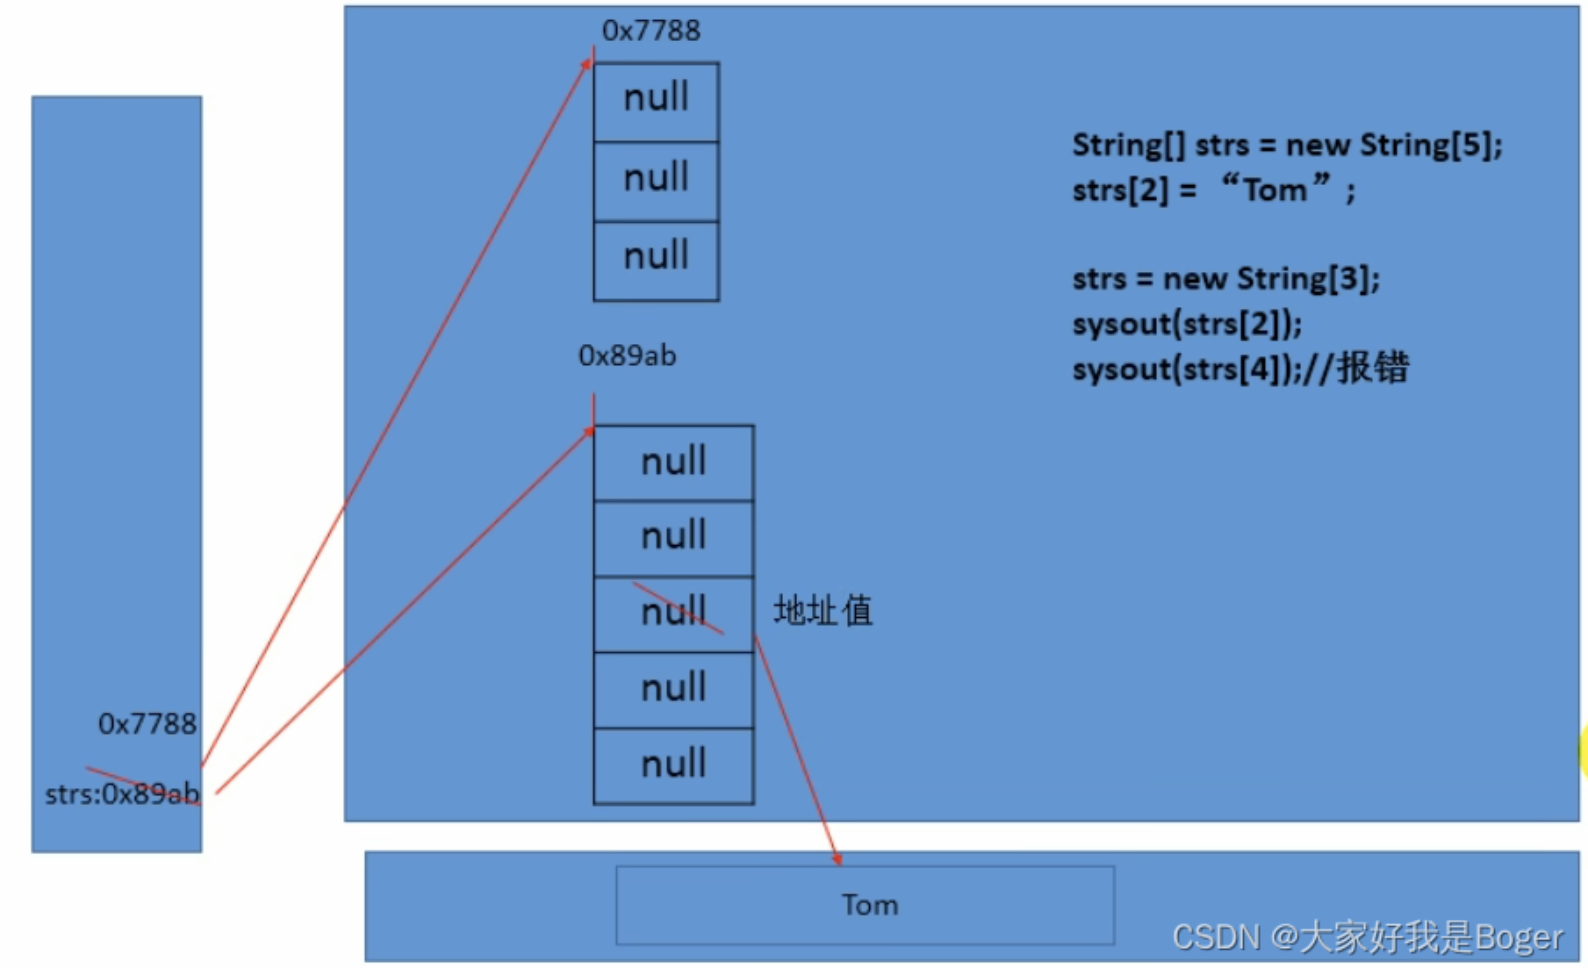 0x7788
null
null
null
0x89ab
null
null
null
null
null
地址值
String[] strs = new String[5];
strs[2] = “Tom”;
strs = new String[3];
sysout(strs[2]);
sysout(strs[4]);//报错
0x7788
strs:0x89ab
Tom
CSDN @大家好我是Boger